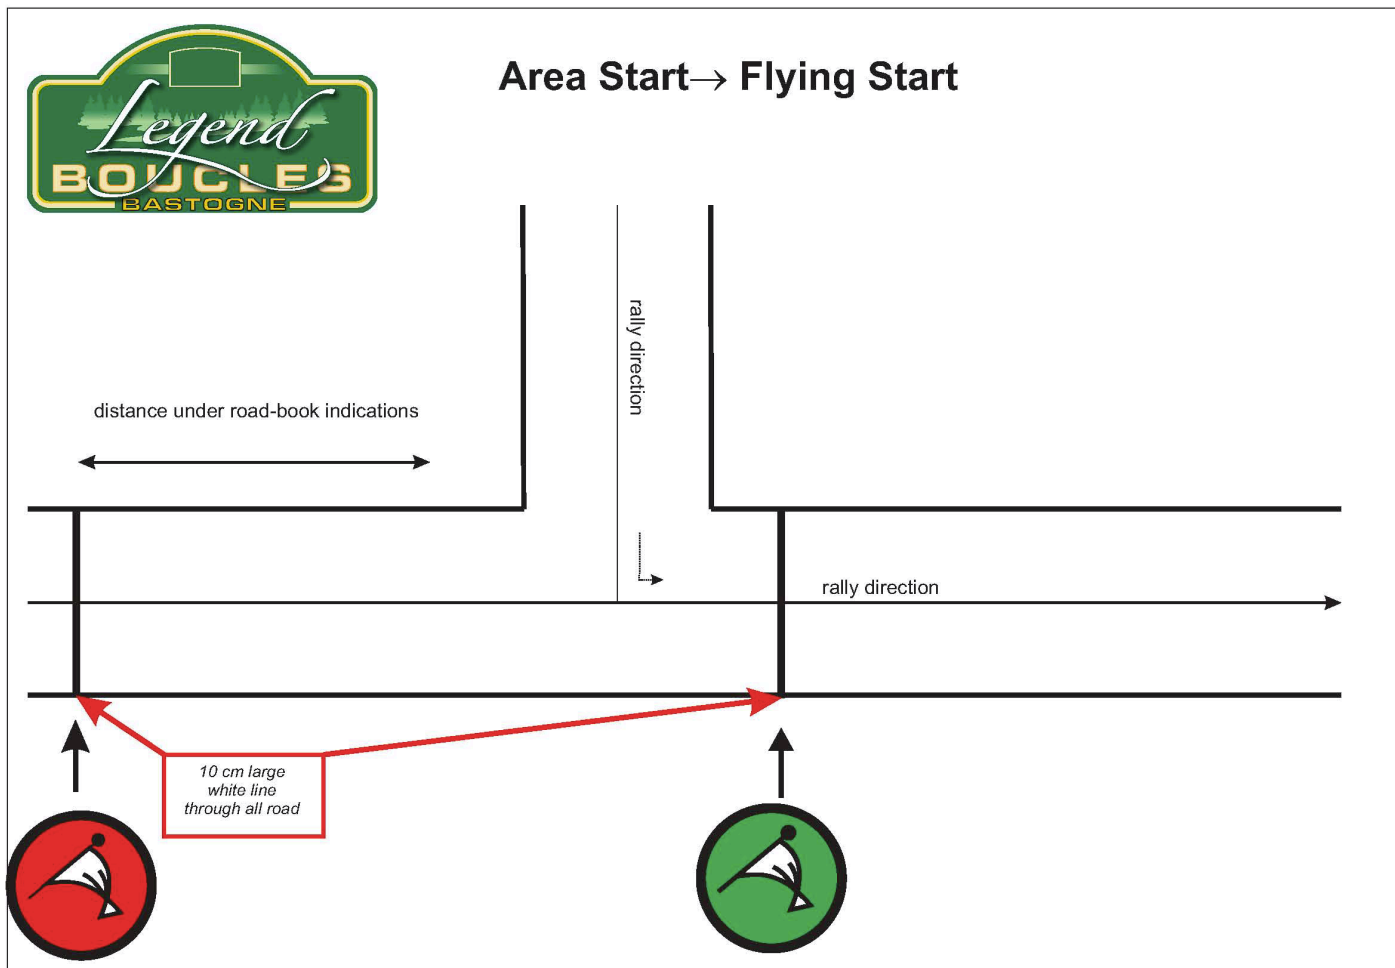 Legend
BOUCLES
BASTOGNE
Area Start→ Flying Start
rally direction
distance under road-book indications
rally direction
10 cm large
white line
through all road